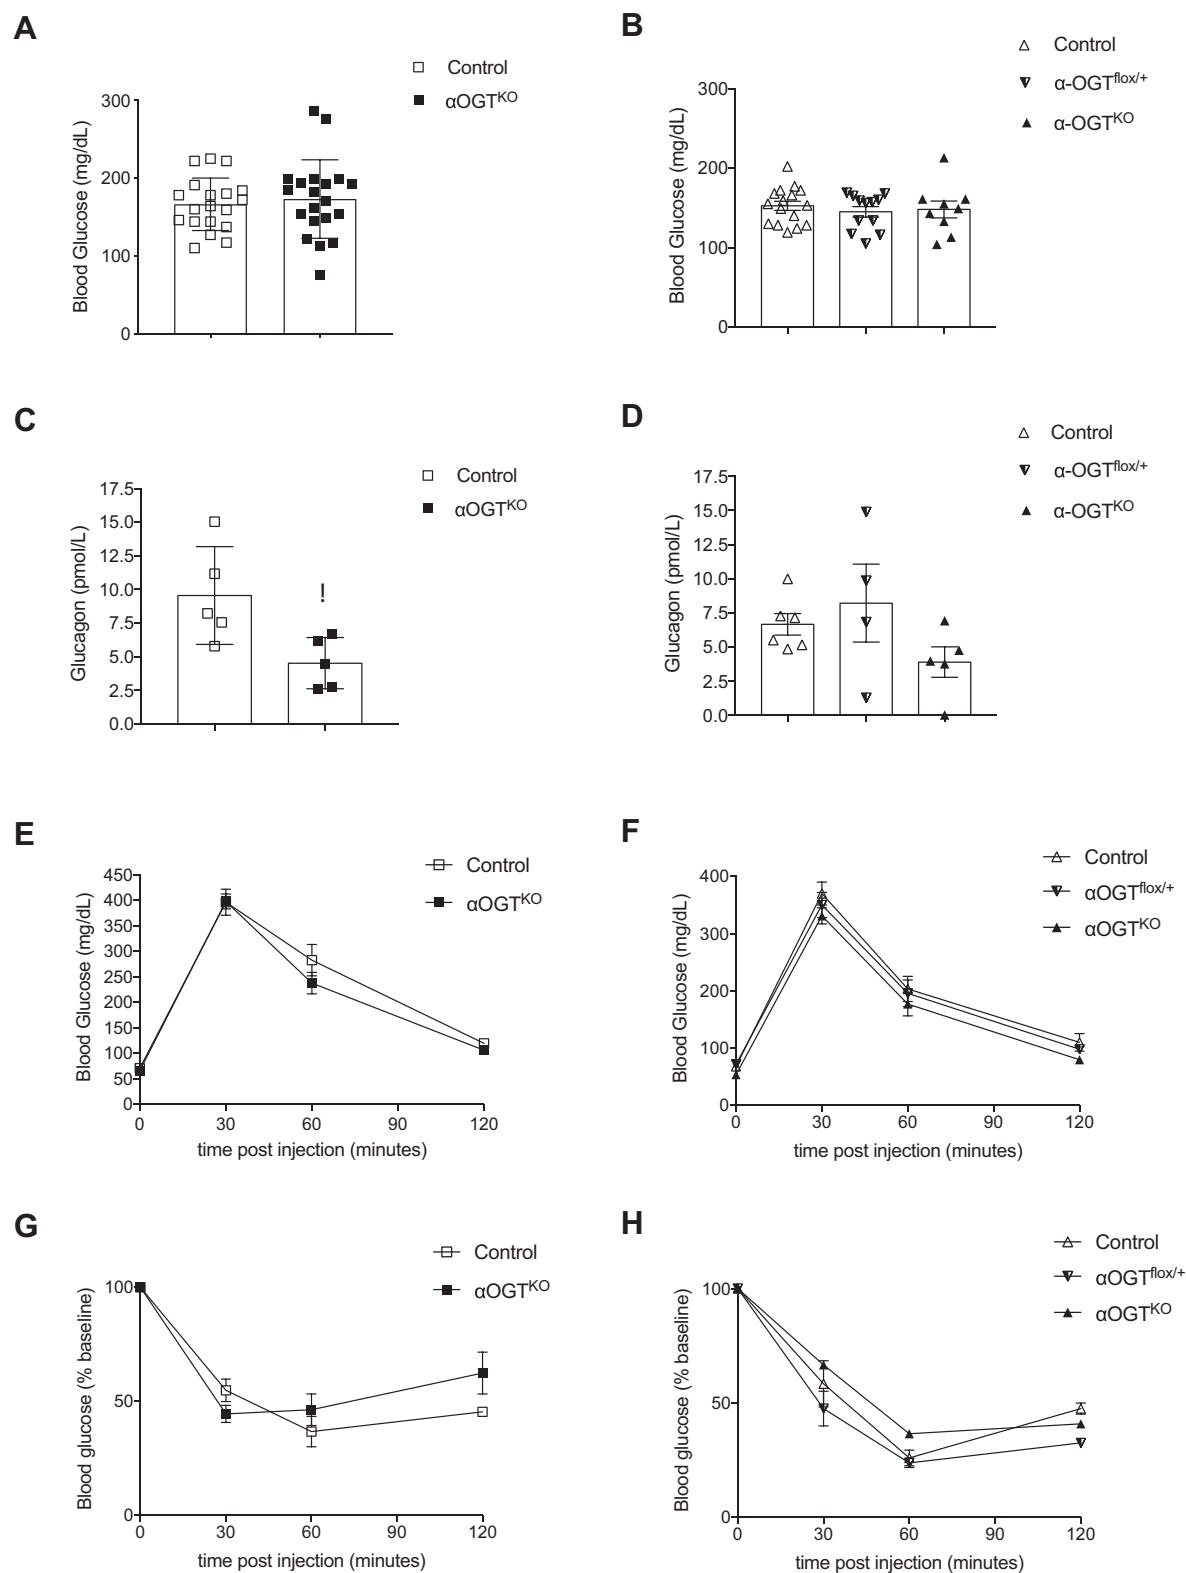 A
Control
αOGTKO
Blood Glucose (mg/dL)
300
200
100
0
B
Control
α-OGTflox/+
α-OGTKO
Blood Glucose (mg/dL)
300
200
100
0
C
Control
αOGTKO
Glucagon (pmol/L)
17.5
15.0
12.5
10.0
7.5
5.0
2.5
0.0
!
D
Control
α-OGTflox/+
α-OGTKO
Glucagon (pmol/L)
17.5
15.0
12.5
10.0
7.5
5.0
2.5
0.0
E
Control
αOGTKO
Blood Glucose (mg/dL)
450
400
350
300
250
200
150
100
50
0
0 30 60 90 120
time post injection (minutes)
F
Control
αOGTflox/+
αOGTKO
Blood Glucose (mg/dL)
400
300
200
100
0
0 30 60 90 120
time post injection (minutes)
G
Control
αOGTKO
Blood glucose (% baseline)
100
50
0
0 30 60 90 120
time post injection (minutes)
H
Control
αOGTflox/+
αOGTKO
Blood glucose (% baseline)
100
50
0
0 30 60 90 120
time post injection (minutes)